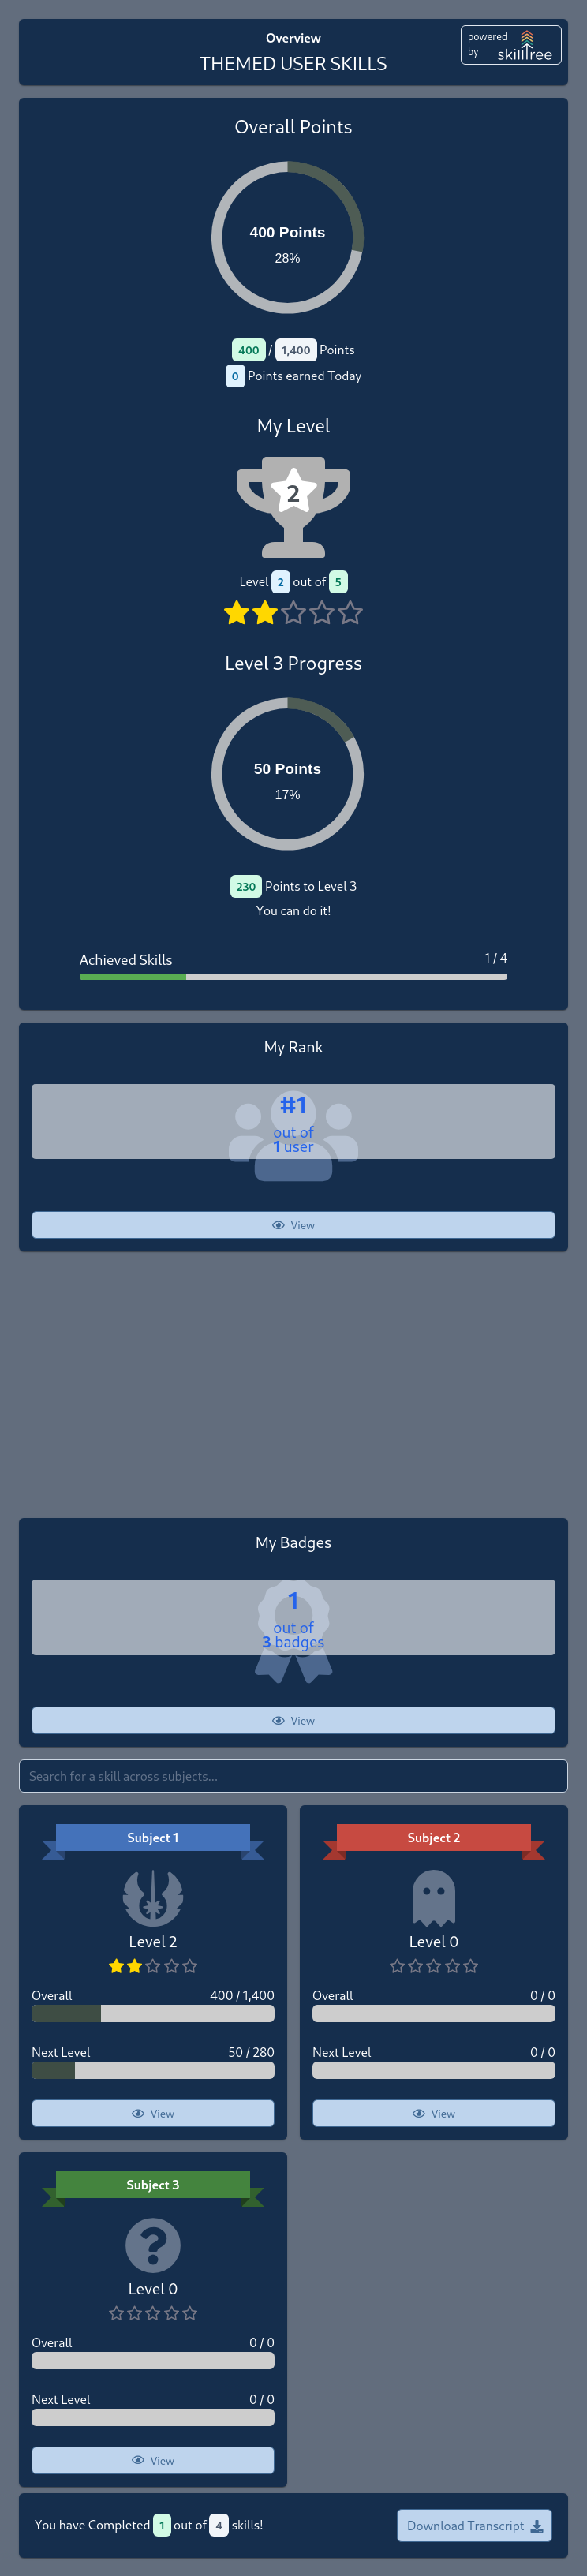 Overview
THEMED USER SKILLS
powered
by
skilltree
Overall Points
400 Points
28%
400 / 1,400 Points
0 Points earned Today
My Level
2
Level 2 out of 5
Level 3 Progress
50 Points
17%
230 Points to Level 3
You can do it!
Achieved Skills 1 / 4
My Rank
#1
out of
1 user
View
My Badges
1
out of
3 badges
View
Search for a skill across subjects...
Subject 1
Level 2
Overall 400 / 1,400
Next Level 50 / 280
View
Subject 2
Level 0
Overall 0 / 0
Next Level 0 / 0
View
Subject 3
Level 0
Overall 0 / 0
Next Level 0 / 0
View
You have Completed 1 out of 4 skills!
Download Transcript